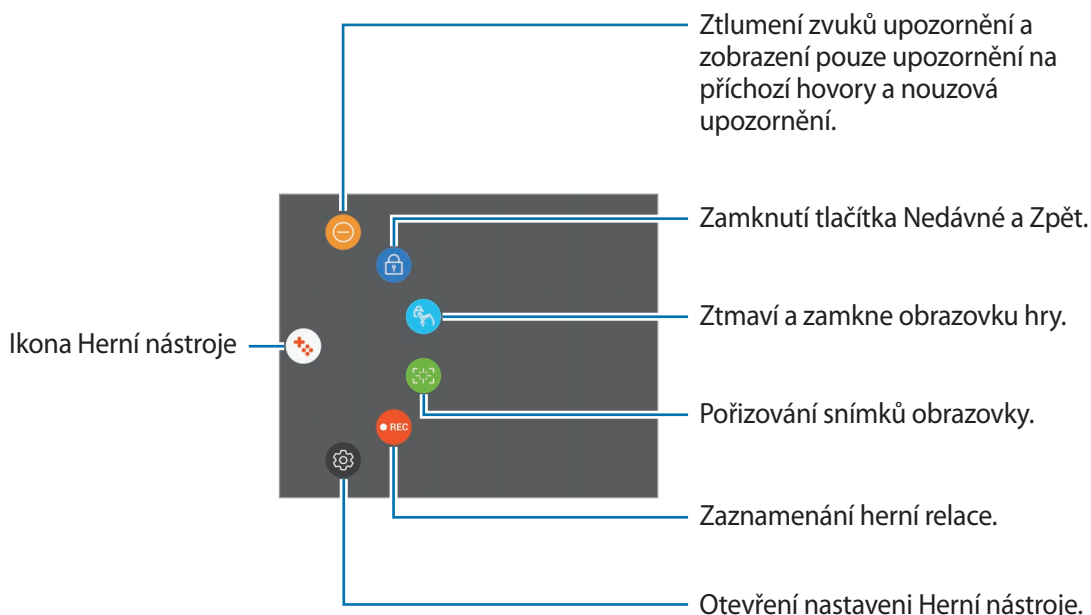 Ztlumení zvuků upozornění a
zobrazení pouze upozornění na
příchozí hovory a nouzová
upozornění.
Zamknutí tlačítka Nedávné a Zpět.
Ztmaví a zamkne obrazovku hry.
Ikona Herní nástroje
Pořizování snímků obrazovky.
REC
Zaznamenání herní relace.
Otevření nastaveni Herní nástroje.